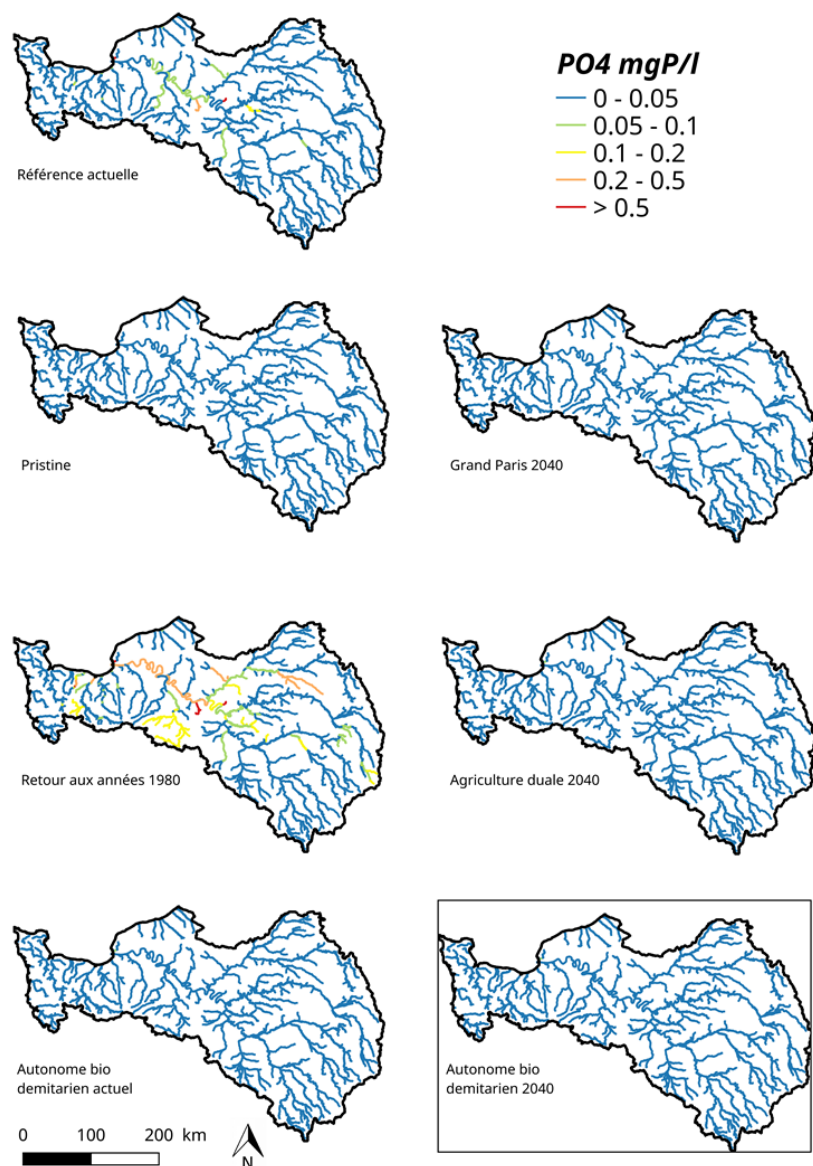 PO4 mgP/l
0 - 0.05
0.05 - 0.1
0.1 - 0.2
0.2 - 0.5
> 0.5
Référence actuelle
Pristine
Grand Paris 2040
Retour aux années 1980
Agriculture duale 2040
Autonome bio
demitarien actuel
Autonome bio
demitarien 2040
0 100 200 km
N